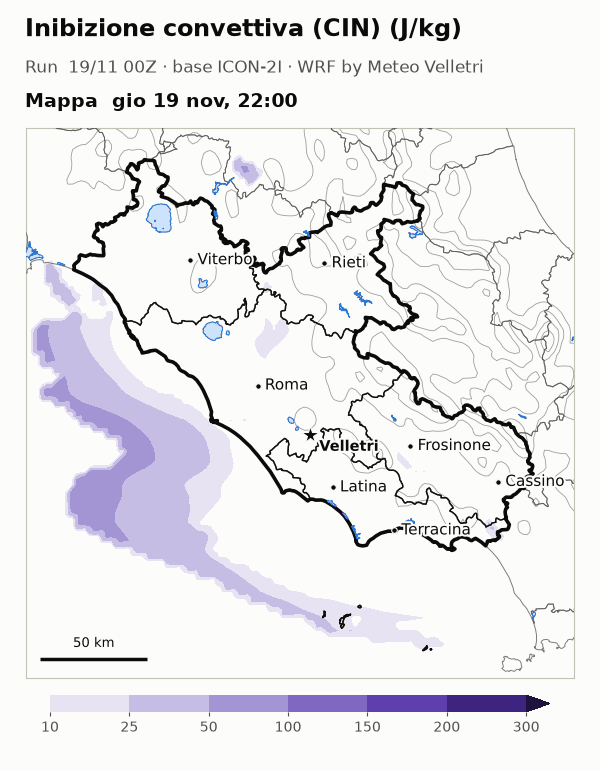 Inibizione convettiva (CIN) (J/kg)
Run  19/11 00Z · base ICON-2I · WRF by Meteo Velletri
Mappa  gio 19 nov, 22:00
Viterbo
Rieti
Roma
Velletri
Frosinone
Cassino
Latina
Terracina
50 km
10 25 50 100 150 200 300